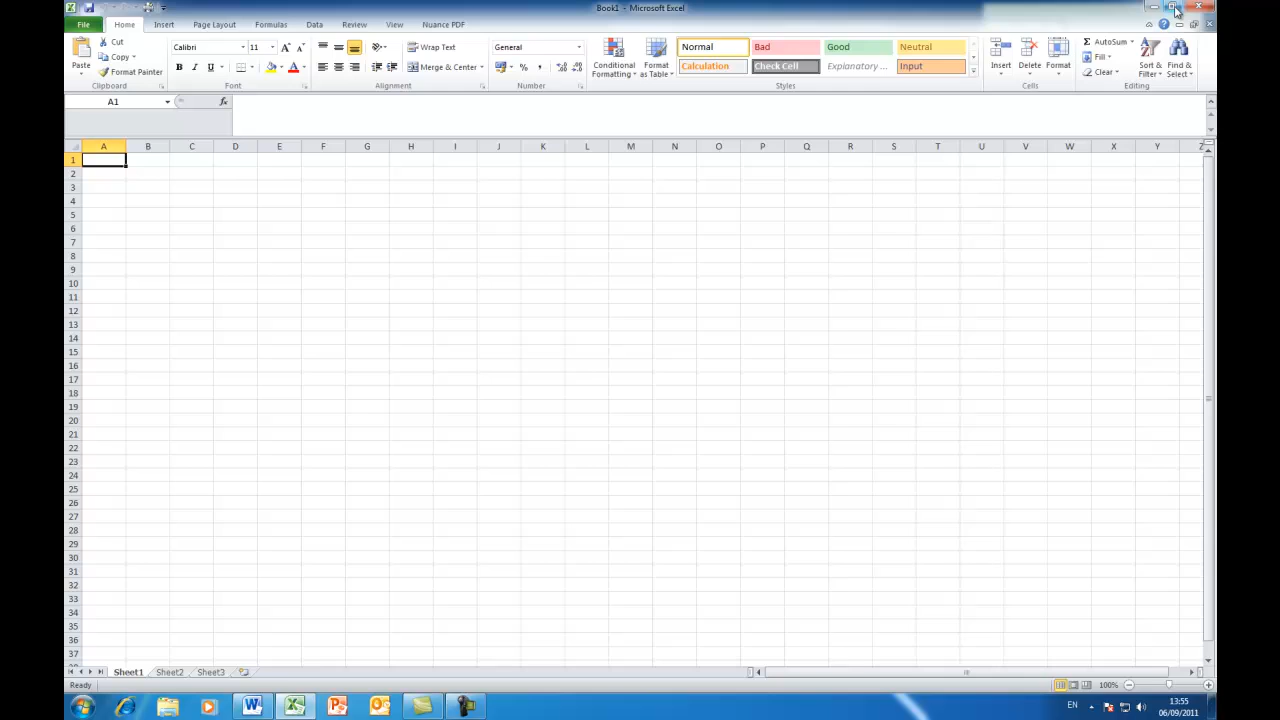 Book1 - Microsoft Excel
File Home Insert Page Layout Formulas Data Review View Nuance PDF
Cut
Copy
Format Painter
Paste
Clipboard
Calibri 11
B I U
Font
Wrap Text
Merge & Center
Alignment
General
%
Number
Conditional
Formatting
Format
as Table
Normal Bad Good Neutral
Calculation Check Cell Explanatory ... Input
Styles
Insert Delete Format
Cells
Σ AutoSum
Fill
Clear
Sort &
Filter
Find &
Select
Editing
A1 fx
A B C D E F G H I J K L M N O P Q R S T U V W X Y Z
1
2
3
4
5
6
7
8
9
10
11
12
13
14
15
16
17
18
19
20
21
22
23
24
25
26
27
28
29
30
31
32
33
34
35
36
37
Sheet1 Sheet2 Sheet3
Ready 100%
EN 13:55
06/09/2011